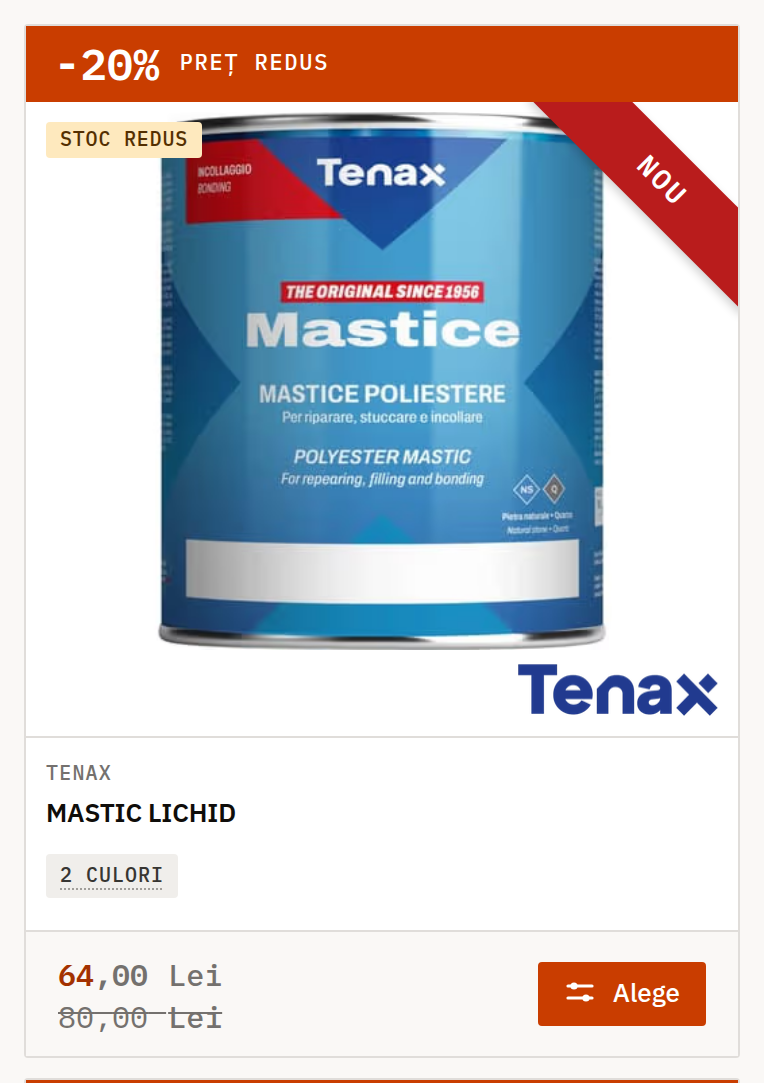 -20% PREȚ REDUS
STOC REDUS
NOU
INCOLLAGGIO
BONDING
Tenax
THE ORIGINAL SINCE 1956
Mastice
MASTICE POLIESTERE
Per riparare, stuccare e incollare
POLYESTER MASTIC
For repearing, filling and bonding
NS Q
Pietra naturale • Quarzo
Natural stone • Quartz
Tenax
TENAX
MASTIC LICHID
2 CULORI
64,00 Lei
80,00 Lei
Alege